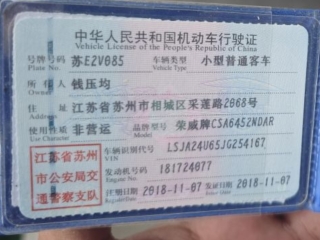 中华人民共和国机动车行驶证
Vehicle License of the People's Republic of China
号牌号码 苏E2V085 车辆类型 小型普通客车
Plate No. Vehicle Type
所有人 钱压均
Owner
住址 江苏省苏州市相城区采莲路2068号
Address
使用性质 非营运 品牌型号 荣威牌CSA6452NDAR
Use Character Model
江苏省苏州市公安局交通警察支队
车辆识别代号 LSJA24U65JG254167
VIN
发动机号码 181724077
Engine No.
注册日期 2018-11-07 发证日期 2018-11-07
Register Date Issue Date